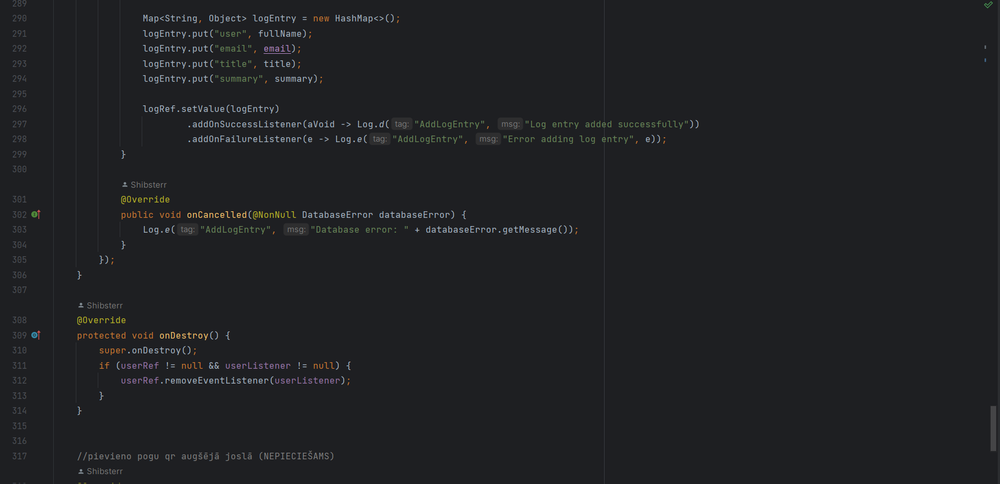 289
290 Map<String, Object> logEntry = new HashMap<>();
291 logEntry.put("user", fullName);
292 logEntry.put("email", email);
293 logEntry.put("title", title);
294 logEntry.put("summary", summary);
295
296 logRef.setValue(logEntry)
297 .addOnSuccessListener(aVoid -> Log.d( tag: "AddLogEntry", msg: "Log entry added successfully"))
298 .addOnFailureListener(e -> Log.e( tag: "AddLogEntry", msg: "Error adding log entry", e));
299 }
300
Shibsterr
301 @Override
302 public void onCancelled(@NonNull DatabaseError databaseError) {
303 Log.e( tag: "AddLogEntry", msg: "Database error: " + databaseError.getMessage());
304 }
305 });
306 }
307
Shibsterr
308 @Override
309 protected void onDestroy() {
310 super.onDestroy();
311 if (userRef != null && userListener != null) {
312 userRef.removeEventListener(userListener);
313 }
314 }
315
316
317 //pievieno pogu qr augšējā joslā (NEPIECIEŠAMS)
Shibsterr